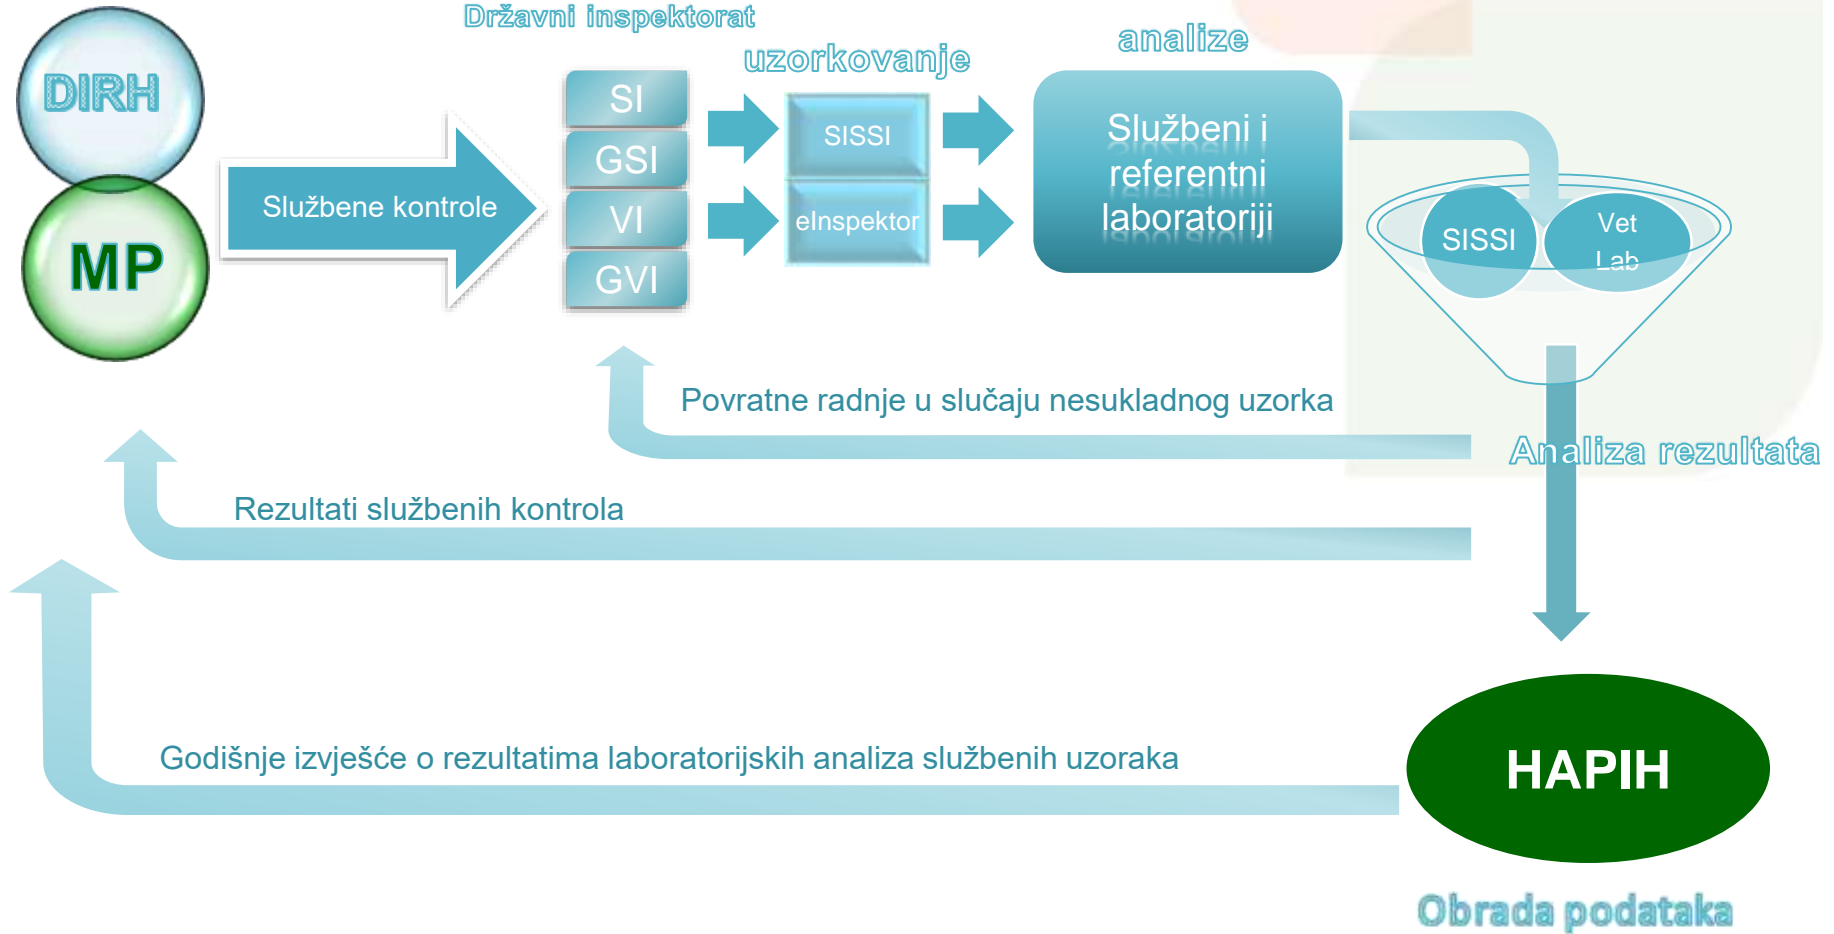 DIRH
MP
Službene kontrole
Državni inspektorat
SI
GSI
VI
GVI
uzorkovanje
SISSI
eInspektor
analize
Službeni i
referentni
laboratoriji
SISSI
Vet
Lab
Povratne radnje u slučaju nesukladnog uzorka
Analiza rezultata
Rezultati službenih kontrola
Godišnje izvješće o rezultatima laboratorijskih analiza službenih uzoraka
HAPIH
Obrada podataka